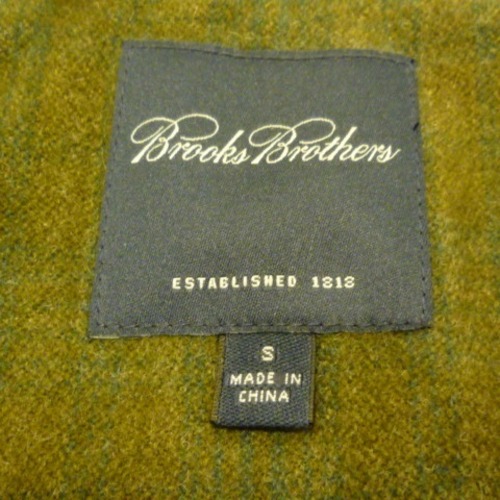 Brooks Brothers
ESTABLISHED 1818
S
MADE IN
CHINA